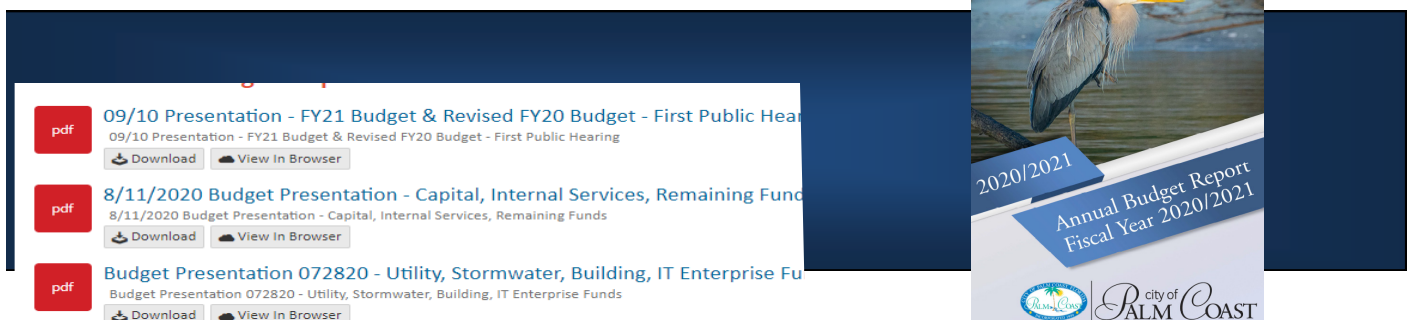 pdf
09/10 Presentation - FY21 Budget & Revised FY20 Budget - First Public Hear
09/10 Presentation - FY21 Budget & Revised FY20 Budget - First Public Hearing
Download View In Browser
pdf
8/11/2020 Budget Presentation - Capital, Internal Services, Remaining Fund
8/11/2020 Budget Presentation - Capital, Internal Services, Remaining Funds
Download View In Browser
pdf
Budget Presentation 072820 - Utility, Stormwater, Building, IT Enterprise Fu
Budget Presentation 072820 - Utility, Stormwater, Building, IT Enterprise Funds
Download View In Browser
2020/2021
Annual Budget Report
Fiscal Year 2020/2021
PALM COAST
city of
PALM COAST